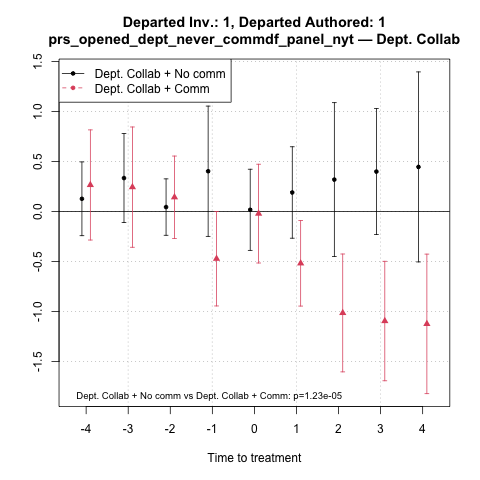 Departed Inv.: 1, Departed Authored: 1
prs_opened_dept_never_commdf_panel_nyt — Dept. Collab
Dept. Collab + No comm
Dept. Collab + Comm
1.5
1.0
0.5
0.0
-0.5
-1.0
-1.5
Dept. Collab + No comm vs Dept. Collab + Comm: p=1.23e-05
-4 -3 -2 -1 0 1 2 3 4
Time to treatment